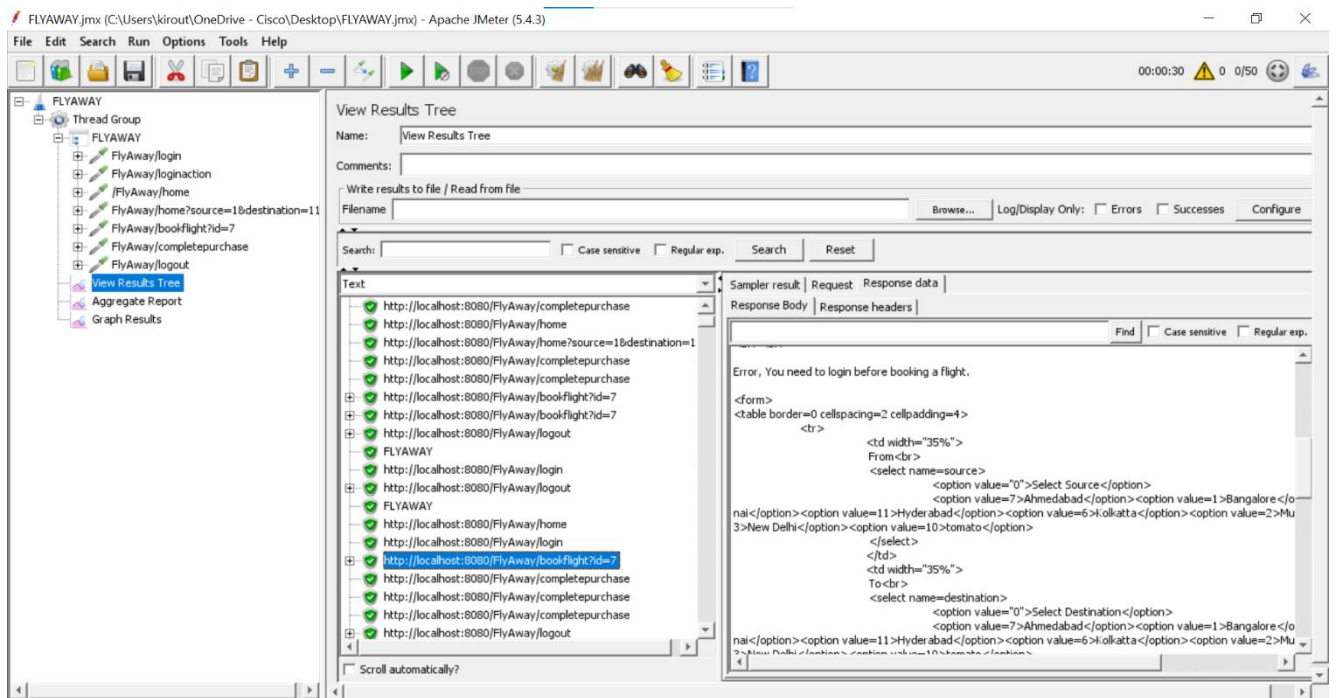 FLYAWAY.jmx (C:\Users\kirout\OneDrive - Cisco\Desktop\FLYAWAY.jmx) - Apache JMeter (5.4.3)
File Edit Search Run Options Tools Help
00:00:30 0 0/50
FLYAWAY
Thread Group
FLYAWAY
FlyAway/login
FlyAway/loginaction
/FlyAway/home
FlyAway/home?source=1&destination=11
FlyAway/bookflight?id=7
FlyAway/completepurchase
FlyAway/logout
View Results Tree
Aggregate Report
Graph Results
View Results Tree
Name: View Results Tree
Comments:
Write results to file / Read from file
Filename Browse... Log/Display Only: Errors Successes Configure
Search: Case sensitive Regular exp. Search Reset
Text
http://localhost:8080/FlyAway/completepurchase
http://localhost:8080/FlyAway/home
http://localhost:8080/FlyAway/home?source=1&destination=1
http://localhost:8080/FlyAway/completepurchase
http://localhost:8080/FlyAway/completepurchase
http://localhost:8080/FlyAway/bookflight?id=7
http://localhost:8080/FlyAway/bookflight?id=7
http://localhost:8080/FlyAway/logout
FLYAWAY
http://localhost:8080/FlyAway/login
http://localhost:8080/FlyAway/logout
FLYAWAY
http://localhost:8080/FlyAway/home
http://localhost:8080/FlyAway/login
http://localhost:8080/FlyAway/bookflight?id=7
http://localhost:8080/FlyAway/completepurchase
http://localhost:8080/FlyAway/completepurchase
http://localhost:8080/FlyAway/completepurchase
http://localhost:8080/FlyAway/logout
Scroll automatically?
Sampler result Request Response data
Response Body Response headers
Find Case sensitive Regular exp.
Error, You need to login before booking a flight.
<form>
<table border=0 cellspacing=2 cellpadding=4>
<tr>
<td width="35%">
From<br>
<select name=source>
<option value="0">Select Source</option>
<option value=7>Ahmedabad</option><option value=1>Bangalore</o
nai</option><option value=11>Hyderabad</option><option value=6>Kolkatta</option><option value=2>Mu
3>New Delhi</option><option value=10>tomato</option>
</select>
</td>
<td width="35%">
To<br>
<select name=destination>
<option value="0">Select Destination</option>
<option value=7>Ahmedabad</option><option value=1>Bangalore</o
nai</option><option value=11>Hyderabad</option><option value=6>Kolkatta</option><option value=2>Mu